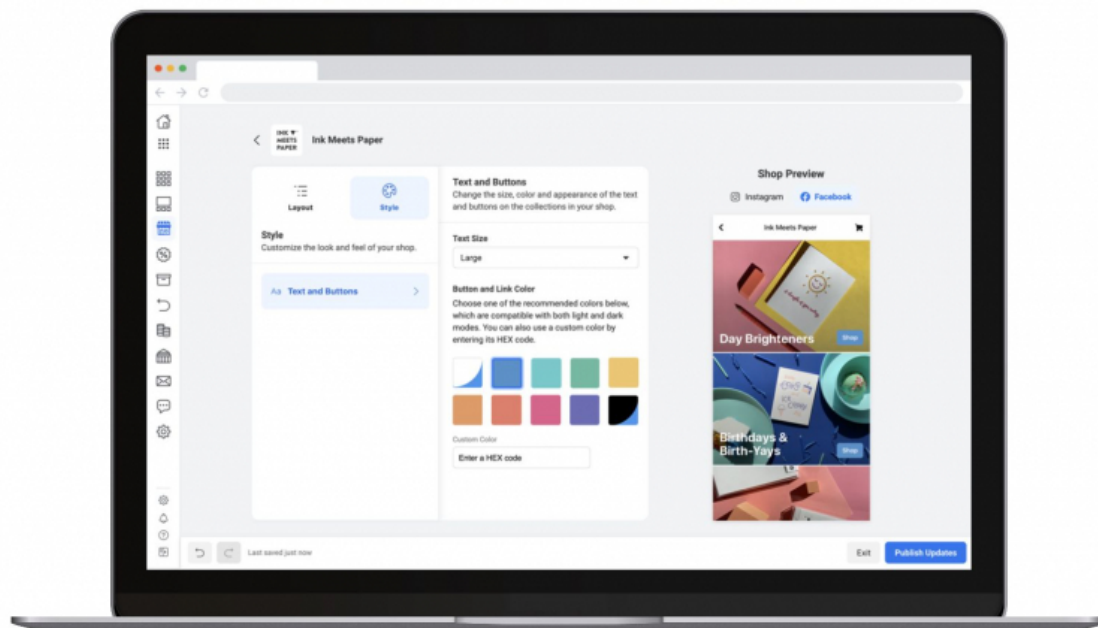 INK
MEETS
PAPER
Ink Meets Paper
Layout
Style
Style
Customize the look and feel of your shop.
Aa Text and Buttons
Text and Buttons
Change the size, color and appearance of the text
and buttons on the collections in your shop.
Text Size
Large
Button and Link Color
Choose one of the recommended colors below,
which are compatible with both light and dark
modes. You can also use a custom color by
entering its HEX code.
Custom Color
Enter a HEX code
Shop Preview
Instagram
Facebook
Ink Meets Paper
Day Brighteners
Shop
Birthdays &
Birth-Yays
Shop
Last saved just now
Exit
Publish Updates